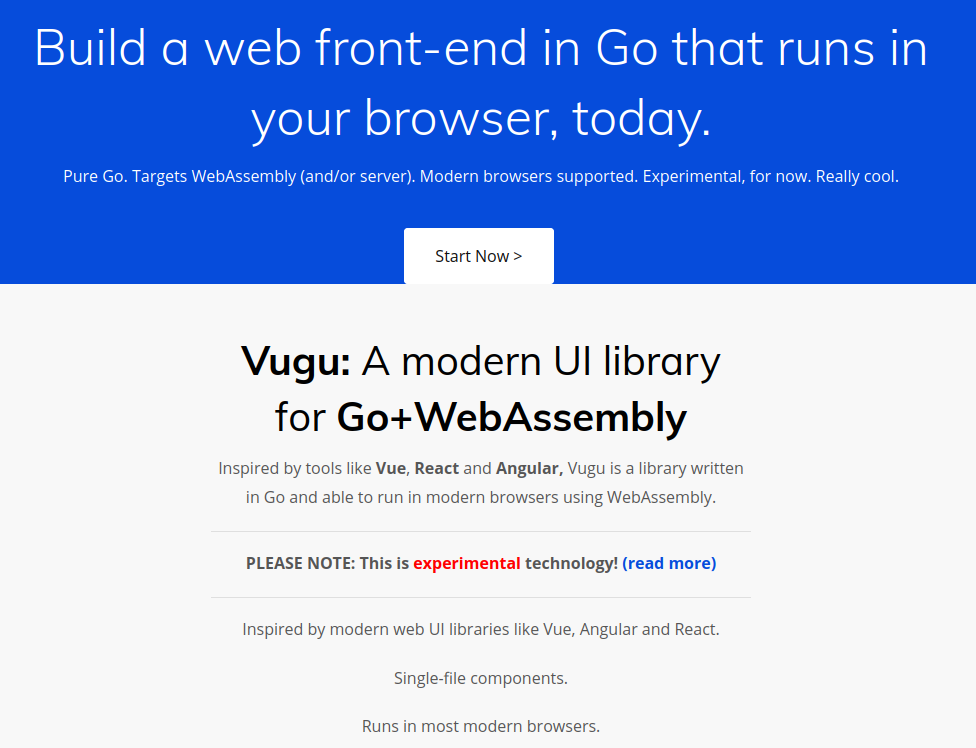 Build a web front-end in Go that runs in
your browser, today.
Pure Go. Targets WebAssembly (and/or server). Modern browsers supported. Experimental, for now. Really cool.
Start Now >
Vugu: A modern UI library
for Go+WebAssembly
Inspired by tools like Vue, React and Angular, Vugu is a library written
in Go and able to run in modern browsers using WebAssembly.
PLEASE NOTE: This is experimental technology! (read more)
Inspired by modern web UI libraries like Vue, Angular and React.
Single-file components.
Runs in most modern browsers.